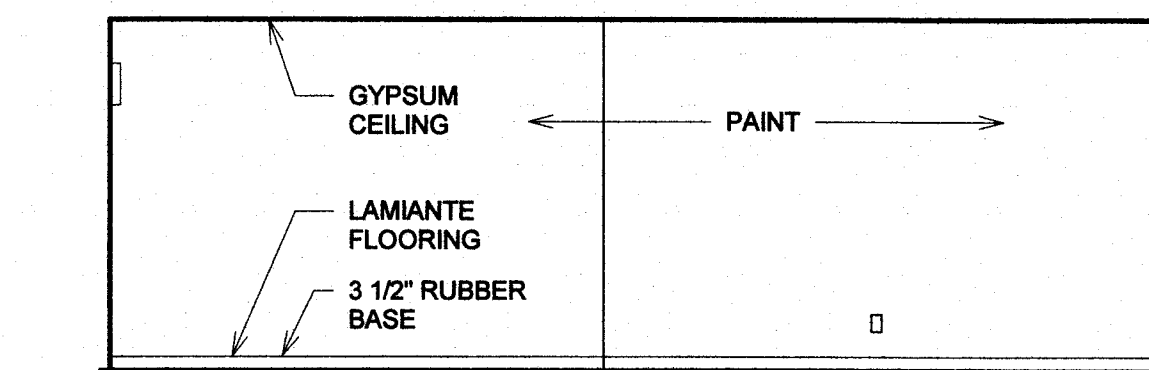 GYPSUM
CEILING
PAINT
LAMIANTE
FLOORING
3 1/2" RUBBER
BASE